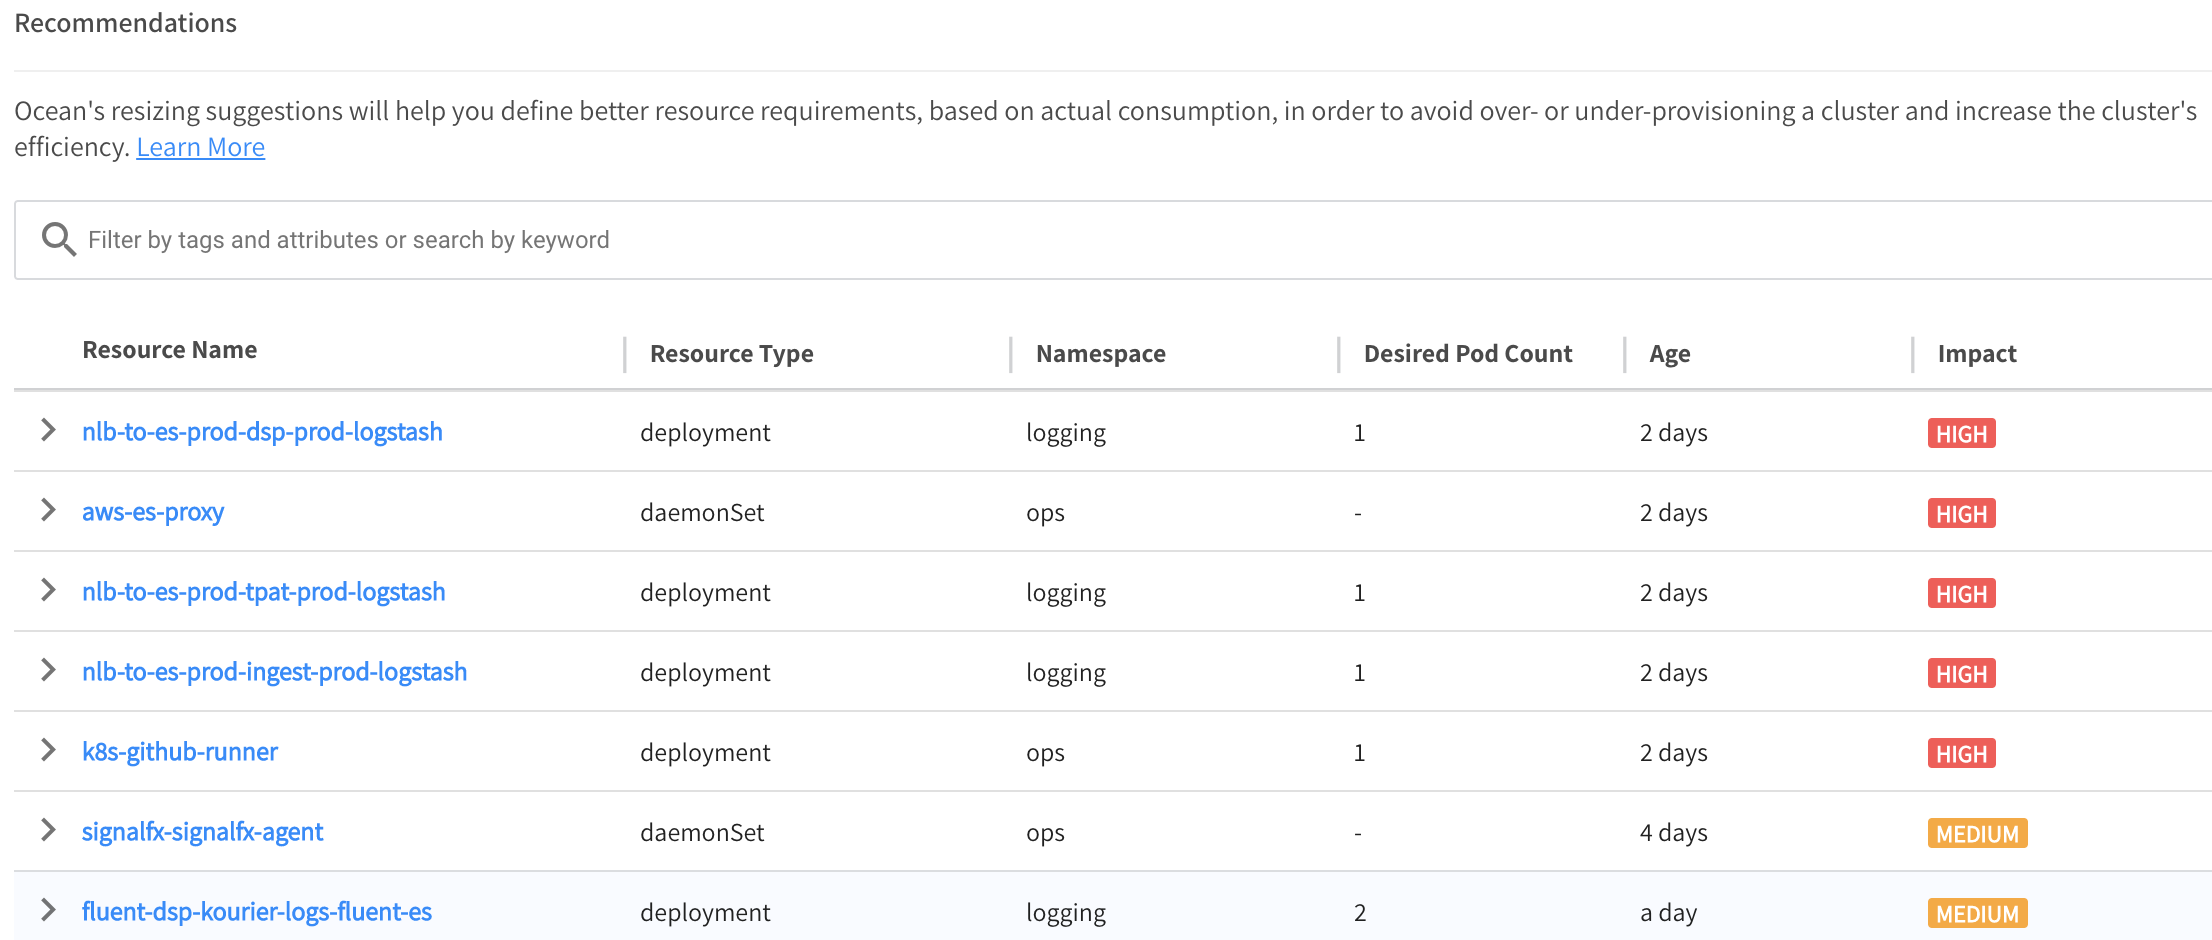 Recommendations
Ocean's resizing suggestions will help you define better resource requirements, based on actual consumption, in order to avoid over- or under-provisioning a cluster and increase the cluster's
efficiency. Learn More
Filter by tags and attributes or search by keyword
Resource Name Resource Type Namespace Desired Pod Count Age Impact
nlb-to-es-prod-dsp-prod-logstash deployment logging 1 2 days HIGH
aws-es-proxy daemonSet ops - 2 days HIGH
nlb-to-es-prod-tpat-prod-logstash deployment logging 1 2 days HIGH
nlb-to-es-prod-ingest-prod-logstash deployment logging 1 2 days HIGH
k8s-github-runner deployment ops 1 2 days HIGH
signalfx-signalfx-agent daemonSet ops - 4 days MEDIUM
fluent-dsp-kourier-logs-fluent-es deployment logging 2 a day MEDIUM